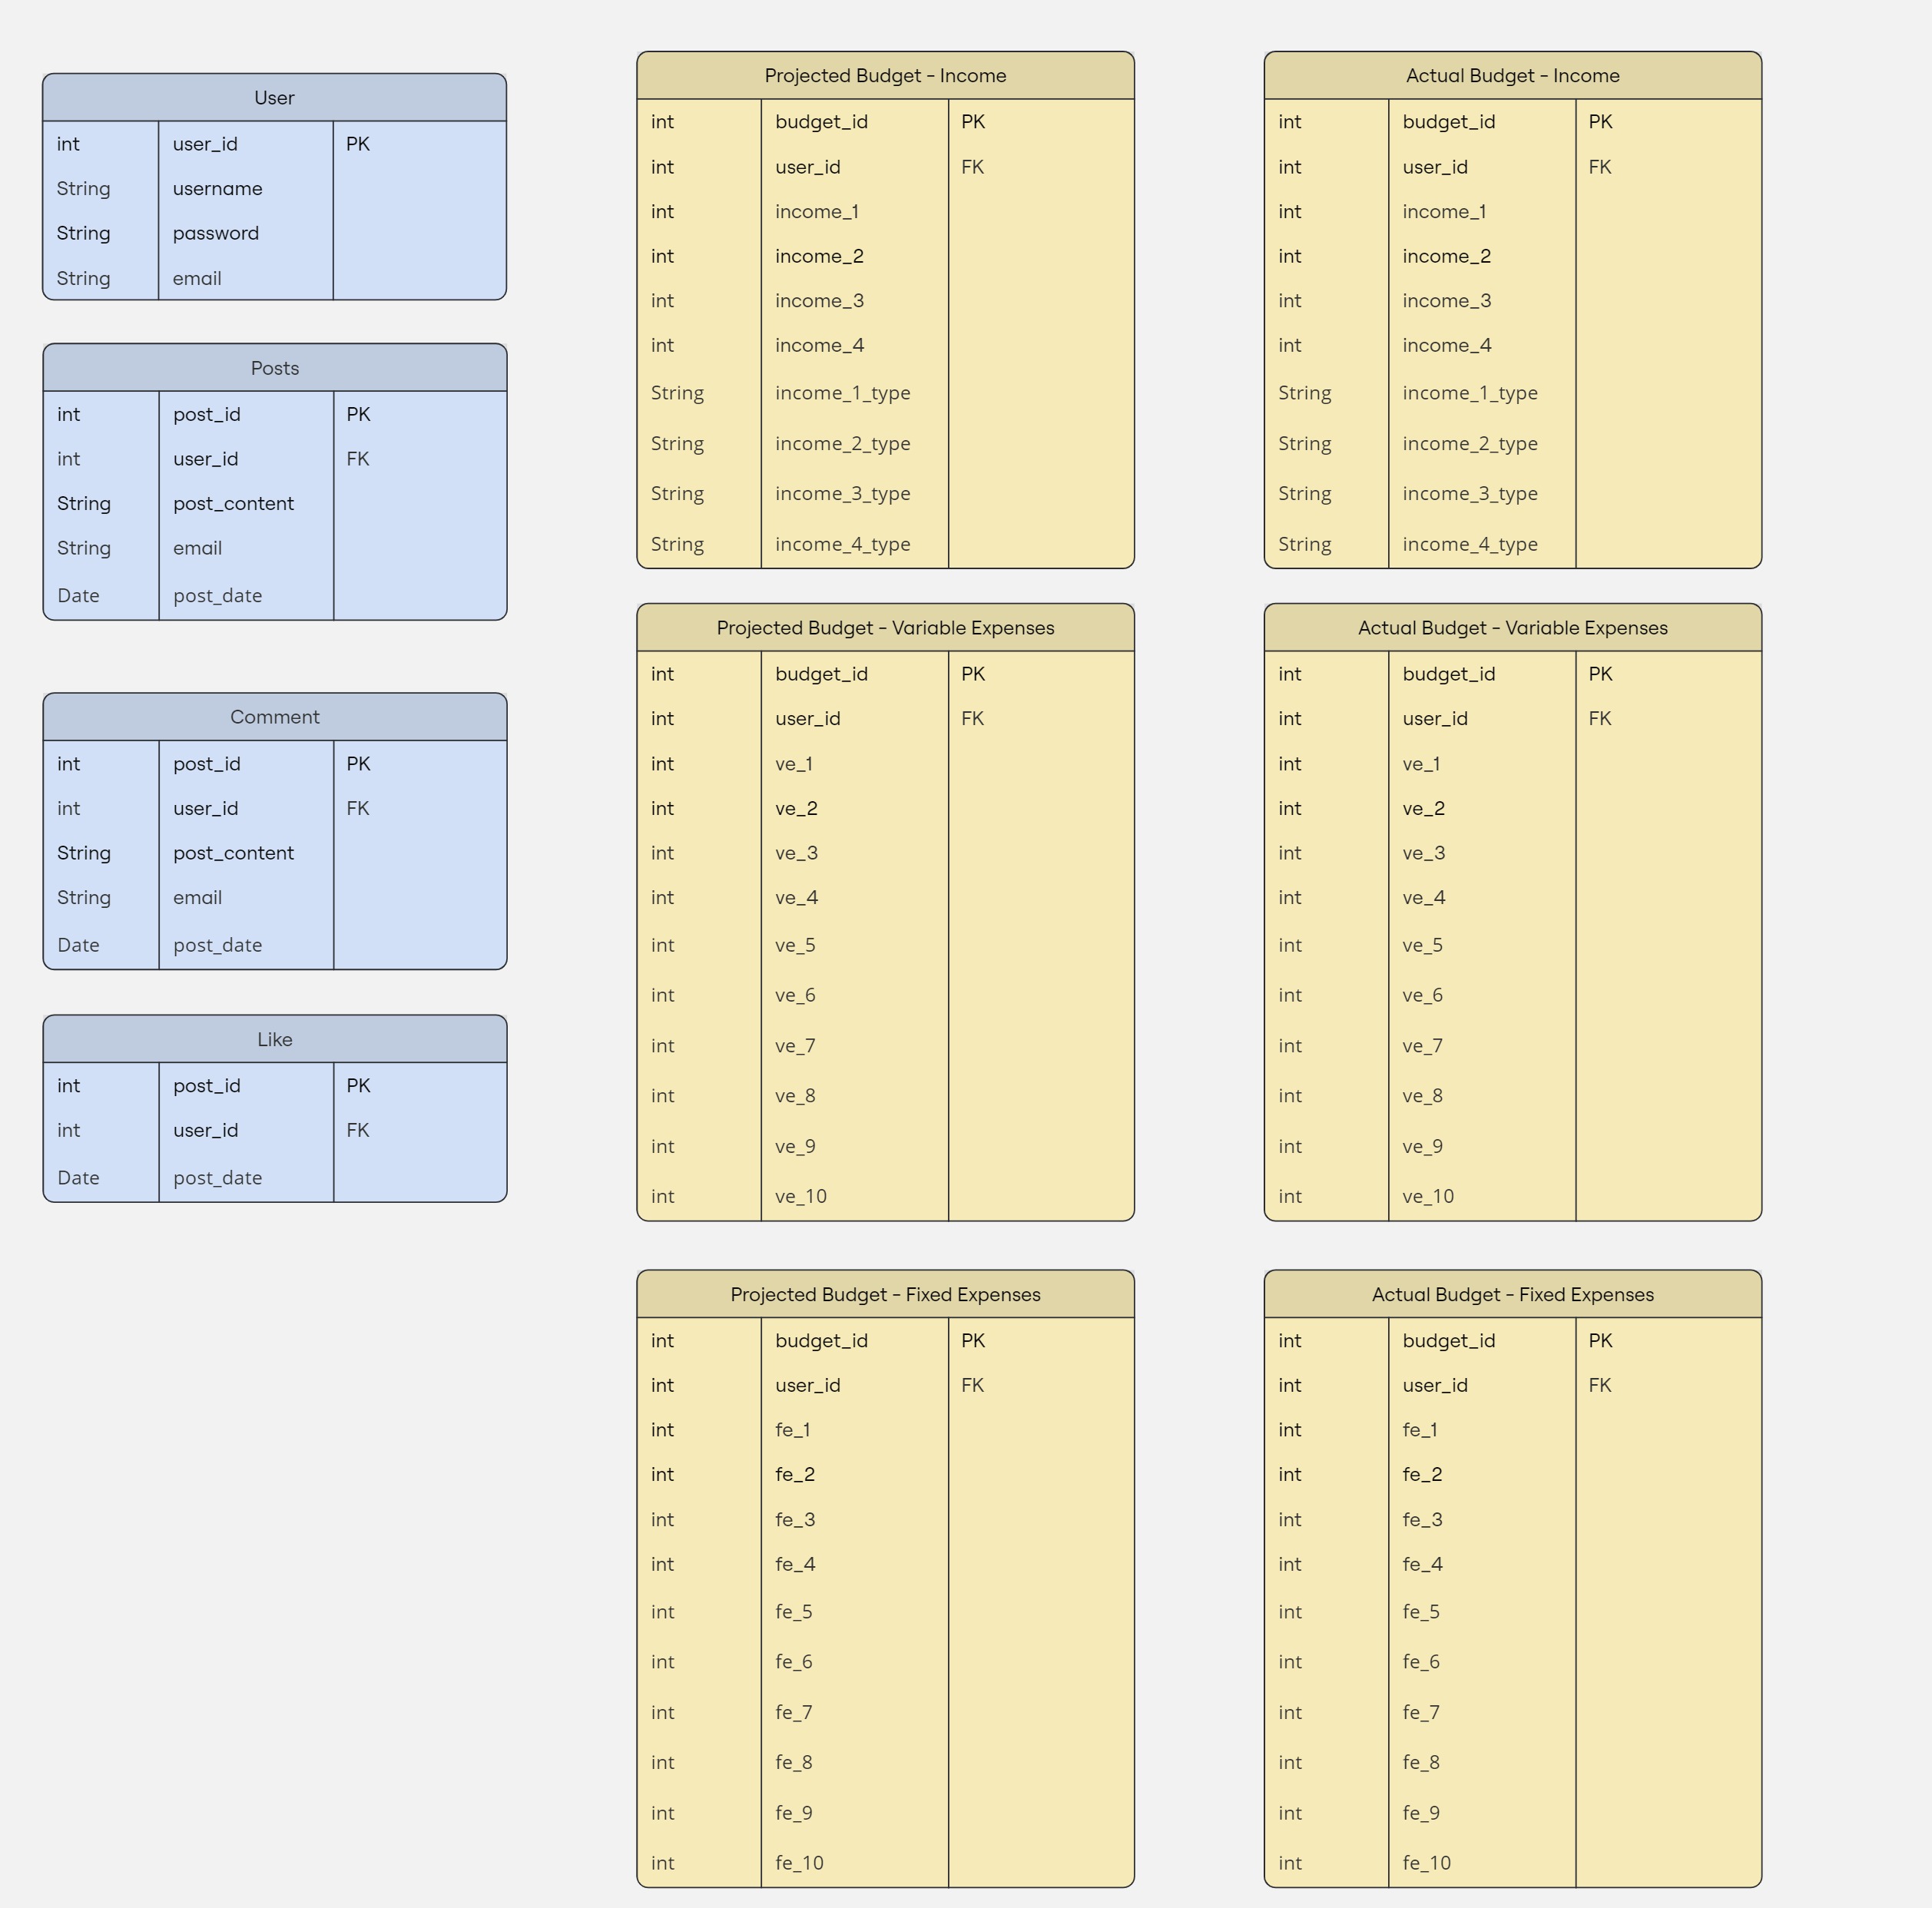 User
int user_id PK
String username
String password
String email
Posts
int post_id PK
int user_id FK
String post_content
String email
Date post_date
Comment
int post_id PK
int user_id FK
String post_content
String email
Date post_date
Like
int post_id PK
int user_id FK
Date post_date
Projected Budget - Income
int budget_id PK
int user_id FK
int income_1
int income_2
int income_3
int income_4
String income_1_type
String income_2_type
String income_3_type
String income_4_type
Projected Budget - Variable Expenses
int budget_id PK
int user_id FK
int ve_1
int ve_2
int ve_3
int ve_4
int ve_5
int ve_6
int ve_7
int ve_8
int ve_9
int ve_10
Projected Budget - Fixed Expenses
int budget_id PK
int user_id FK
int fe_1
int fe_2
int fe_3
int fe_4
int fe_5
int fe_6
int fe_7
int fe_8
int fe_9
int fe_10
Actual Budget - Income
int budget_id PK
int user_id FK
int income_1
int income_2
int income_3
int income_4
String income_1_type
String income_2_type
String income_3_type
String income_4_type
Actual Budget - Variable Expenses
int budget_id PK
int user_id FK
int ve_1
int ve_2
int ve_3
int ve_4
int ve_5
int ve_6
int ve_7
int ve_8
int ve_9
int ve_10
Actual Budget - Fixed Expenses
int budget_id PK
int user_id FK
int fe_1
int fe_2
int fe_3
int fe_4
int fe_5
int fe_6
int fe_7
int fe_8
int fe_9
int fe_10